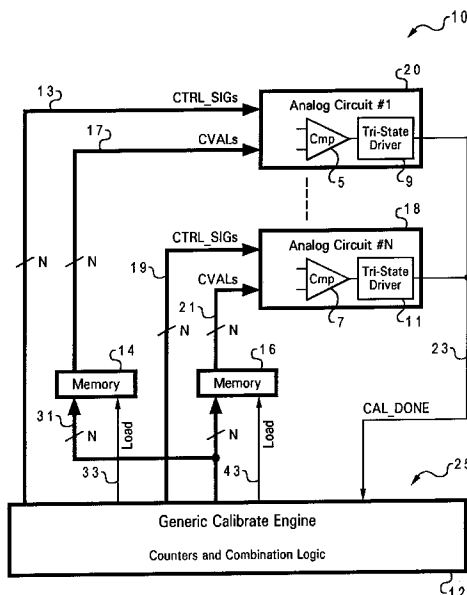 10
13
CTRL_SIGs
20
Analog Circuit #1
17
CVALs
Cmp
Tri-State
Driver
5
9
18
CTRL_SIGs
Analog Circuit #N
N
N
19
CVALs
Cmp
Tri-State
Driver
21
N
N
7
11
14
16
23
Memory
Memory
31
N
Load
N
Load
CAL_DONE
33
43
25
Generic Calibrate Engine
Counters and Combination Logic
12